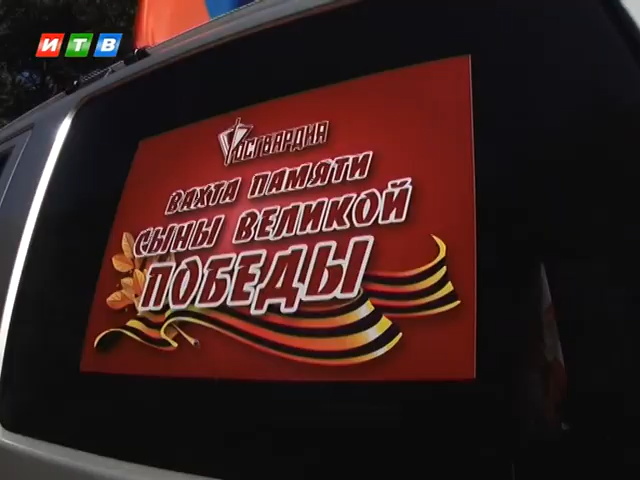 ИТВ
РОСГВАРДИЯ
ВАХТА ПАМЯТИ
СЫНЫ ВЕЛИКОЙ
ПОБЕДЫ